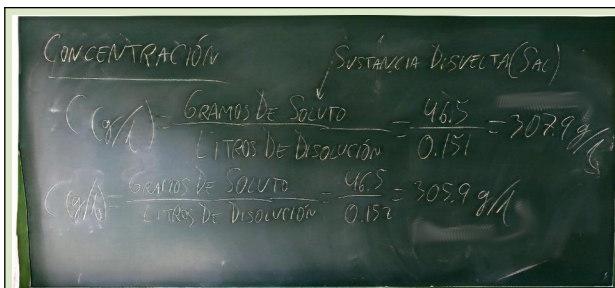 CONCENTRACIÓN
SUSTANCIA DISUELTA (SAL)
C (g/l) = GRAMOS DE SOLUTO / LITROS DE DISOLUCIÓN = 46.5 / 0.151 = 307.9 g/l
C (g/l) = GRAMOS DE SOLUTO / LITROS DE DISOLUCIÓN = 46.5 / 0.152 = 305.9 g/l